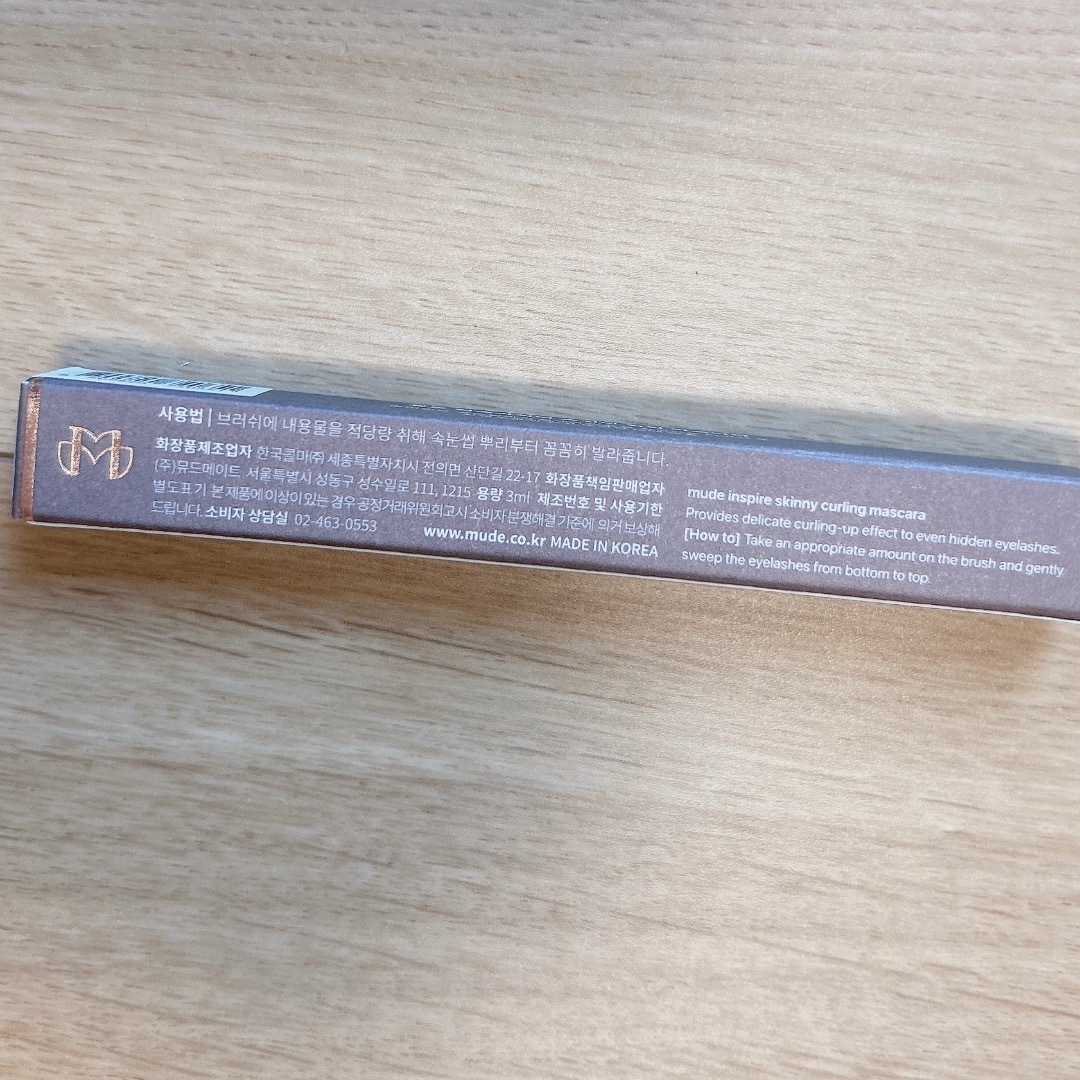 사용법 | 브러쉬에 내용물을 적당량 취해 속눈썹 뿌리부터 꼼꼼히 발라줍니다.
화장품제조업자 한국콜마㈜ 세종특별자치시 전의면 산단길 22-17 화장품책임판매업자
(주)뮤드메이트 서울특별시 성동구 성수일로 111, 1215 용량 3ml 제조번호 및 사용기한
별도표기 본 제품에 이상이 있는 경우 공정거래위원회고시 소비자 분쟁해결 기준에 의거 보상해
드립니다. 소비자 상담실 02-463-0553
www.mude.co.kr MADE IN KOREA
mude inspire skinny curling mascara
Provides delicate curling-up effect to even hidden eyelashes.
[How to] Take an appropriate amount on the brush and gently
sweep the eyelashes from bottom to top.